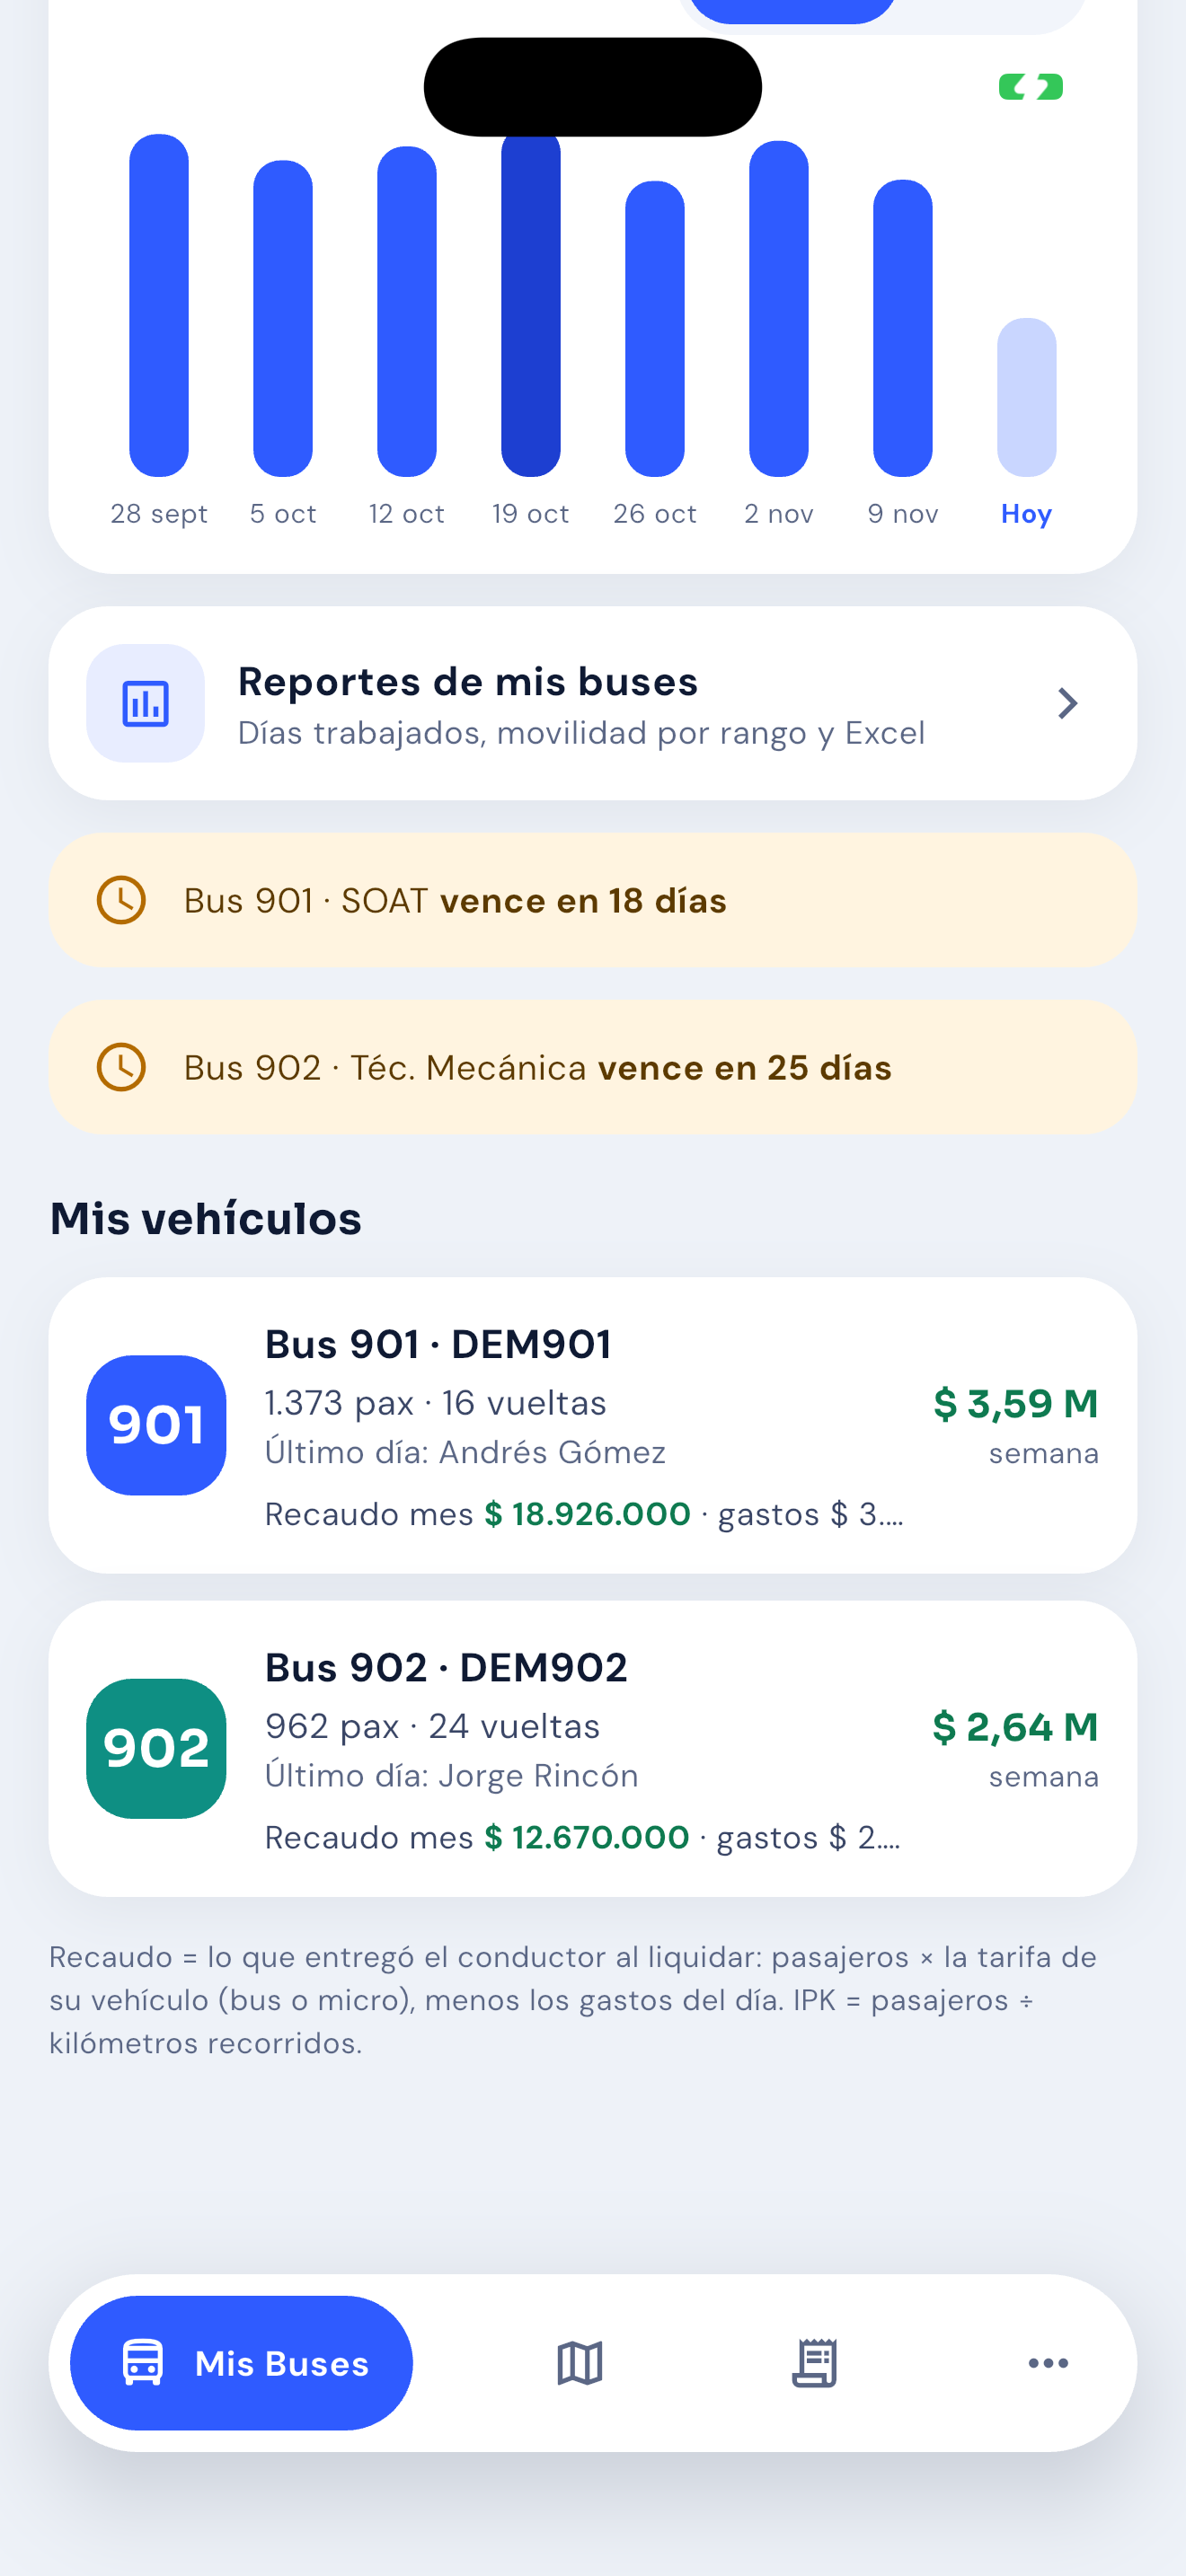 28 sept 5 oct 12 oct 19 oct 26 oct 2 nov 9 nov Hoy
Reportes de mis buses
Días trabajados, movilidad por rango y Excel
Bus 901 · SOAT vence en 18 días
Bus 902 · Téc. Mecánica vence en 25 días
Mis vehículos
901
Bus 901 · DEM901
1.373 pax · 16 vueltas
Último día: Andrés Gómez
Recaudo mes $ 18.926.000 · gastos $ 3....
$ 3,59 M
semana
902
Bus 902 · DEM902
962 pax · 24 vueltas
Último día: Jorge Rincón
Recaudo mes $ 12.670.000 · gastos $ 2....
$ 2,64 M
semana
Recaudo = lo que entregó el conductor al liquidar: pasajeros × la tarifa de
su vehículo (bus o micro), menos los gastos del día. IPK = pasajeros ÷
kilómetros recorridos.
Mis Buses